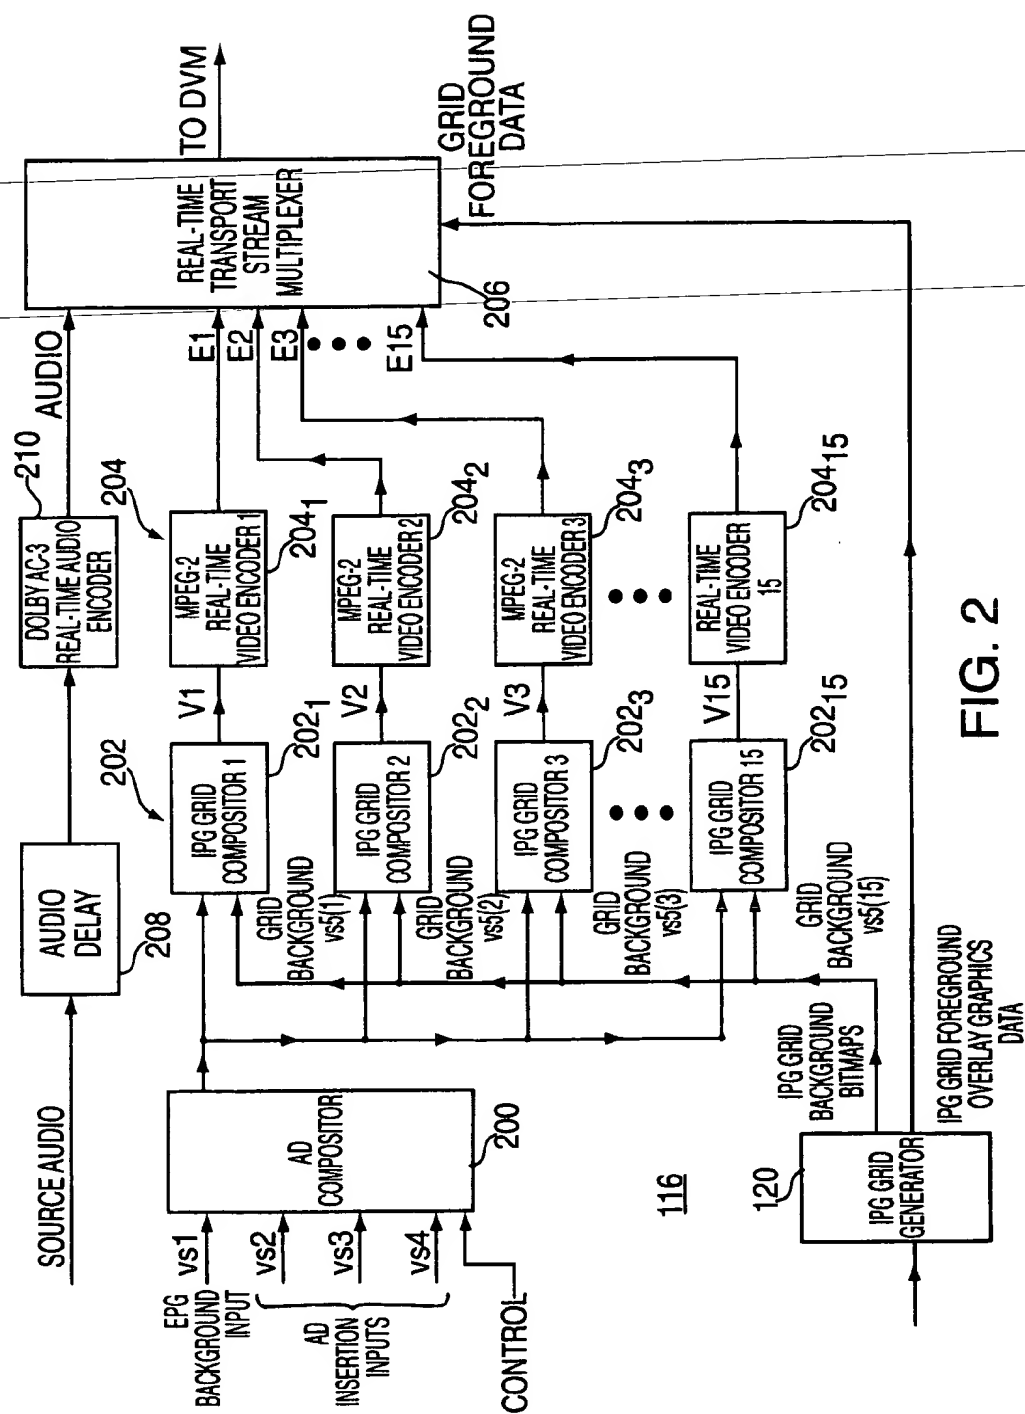 SOURCE AUDIO
AUDIO
DELAY
208
DOLBY AC-3
REAL-TIME AUDIO
ENCODER
210
AUDIO
REAL-TIME
TRANSPORT
STREAM
MULTIPLEXER
206
TO DVM
EPG
BACKGROUND
INPUT
vs1
vs2
vs3
vs4
AD
INSERTION
INPUTS
CONTROL
AD
COMPOSITOR
200
202
IPG GRID
COMPOSITOR 1
202₁
V1
204
MPEG-2
REAL-TIME
VIDEO ENCODER 1
204₁
E1
GRID
BACKGROUND
vs5(1)
IPG GRID
COMPOSITOR 2
202₂
V2
MPEG-2
REAL-TIME
VIDEO ENCODER 2
204₂
E2
GRID
BACKGROUND
vs5(2)
IPG GRID
COMPOSITOR 3
202₃
V3
MPEG-2
REAL-TIME
VIDEO ENCODER 3
204₃
E3
GRID
BACKGROUND
vs5(3)
IPG GRID
COMPOSITOR 15
202₁₅
V15
REAL-TIME
VIDEO ENCODER
15
204₁₅
E15
GRID
BACKGROUND
vs5(15)
116
120
IPG GRID
GENERATOR
IPG GRID
BACKGROUND
BITMAPS
IPG GRID FOREGROUND
OVERLAY GRAPHICS
DATA
GRID
FOREGROUND
DATA
FIG. 2